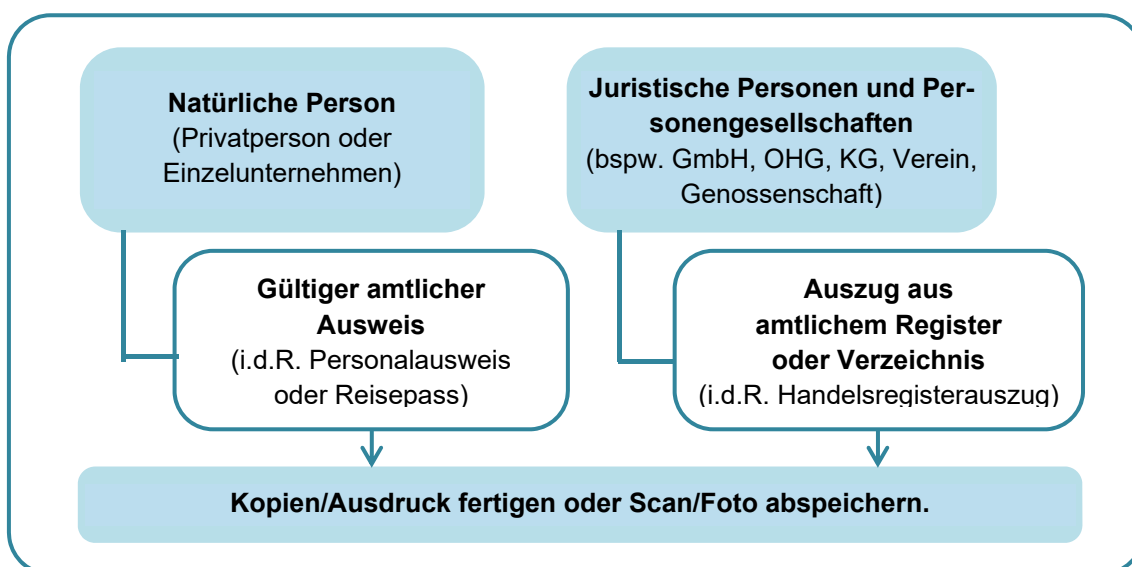 Natürliche Person
(Privatperson oder
Einzelunternehmen)
Juristische Personen und Per-
sonengesellschaften
(bspw. GmbH, OHG, KG, Verein,
Genossenschaft)
Gültiger amtlicher
Ausweis
(i.d.R. Personalausweis
oder Reisepass)
Auszug aus
amtlichem Register
oder Verzeichnis
(i.d.R. Handelsregisterauszug)
Kopien/Ausdruck fertigen oder Scan/Foto abspeichern.